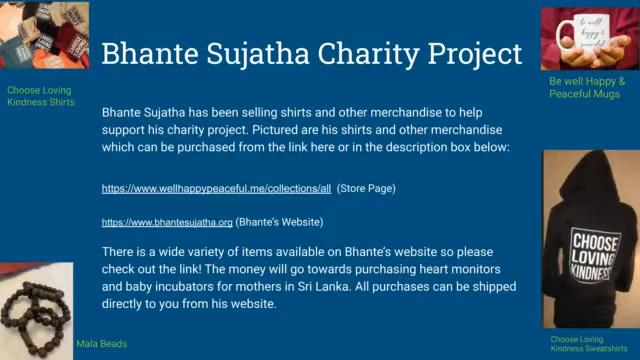 Bhante Sujatha Charity Project
Choose Loving
Kindness Shirts
be well
happy &
peaceful
Be well Happy &
Peaceful Mugs
Bhante Sujatha has been selling shirts and other merchandise to help
support his charity project. Pictured are his shirts and other merchandise
which can be purchased from the link here or in the description box below:
https://www.wellhappypeaceful.me/collections/all (Store Page)
https://www.bhantesujatha.org (Bhante's Website)
There is a wide variety of items available on Bhante's website so please
check out the link! The money will go towards purchasing heart monitors
and baby incubators for mothers in Sri Lanka. All purchases can be shipped
directly to you from his website.
CHOOSE
LOVING
KINDNESS
Mala Beads
Choose Loving
Kindness Sweatshirts